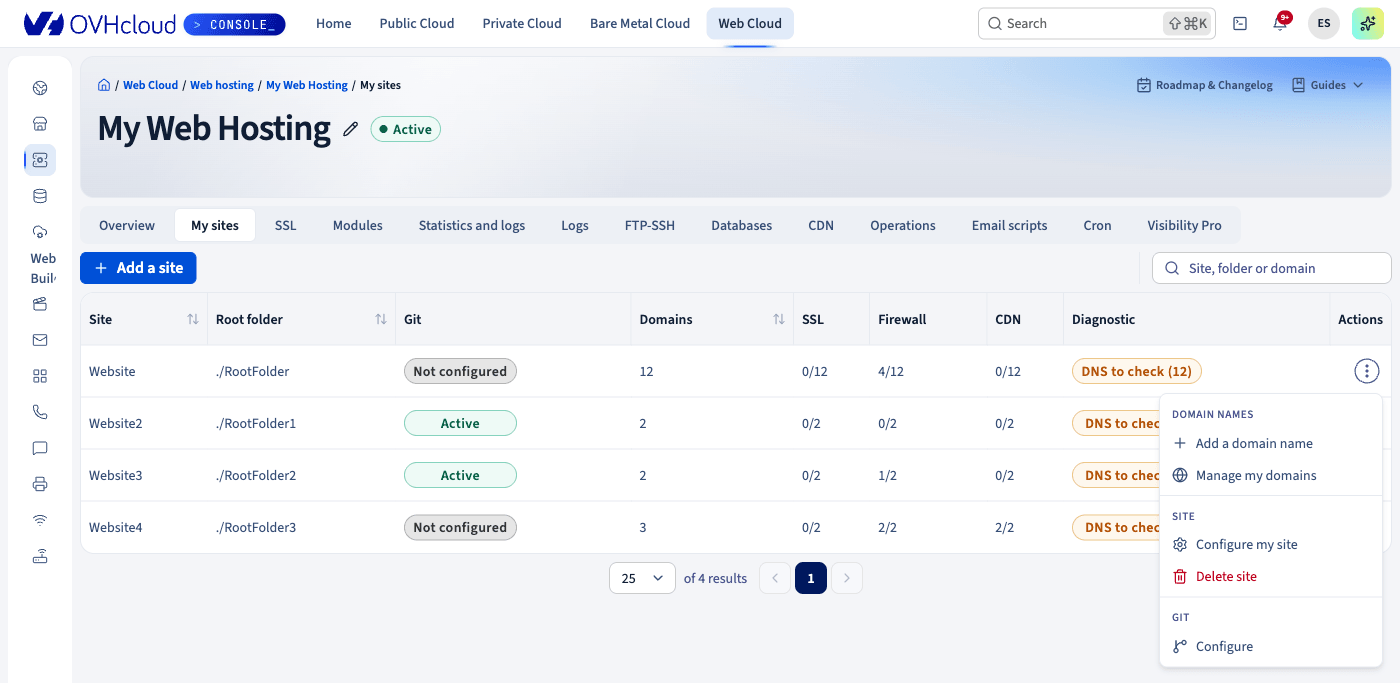 OVHcloud > CONSOLE_ Home Public Cloud Private Cloud Bare Metal Cloud Web Cloud Search ⇧⌘K 9+ ES
/ Web Cloud / Web hosting / My Web Hosting / My sites Roadmap & Changelog Guides
My Web Hosting Active
Overview My sites SSL Modules Statistics and logs Logs FTP-SSH Databases CDN Operations Email scripts Cron Visibility Pro
Web
+ Add a site Site, folder or domain
Site Root folder Git Domains SSL Firewall CDN Diagnostic Actions
Website ./RootFolder Not configured 12 0/12 4/12 0/12 DNS to check (12)
Website2 ./RootFolder1 Active 2 0/2 0/2 0/2 DNS to chec
Website3 ./RootFolder2 Active 2 0/2 1/2 0/2 DNS to chec
Website4 ./RootFolder3 Not configured 3 0/2 2/2 2/2 DNS to chec
DOMAIN NAMES
+ Add a domain name
Manage my domains
SITE
Configure my site
Delete site
GIT
Configure
25 of 4 results < 1 >